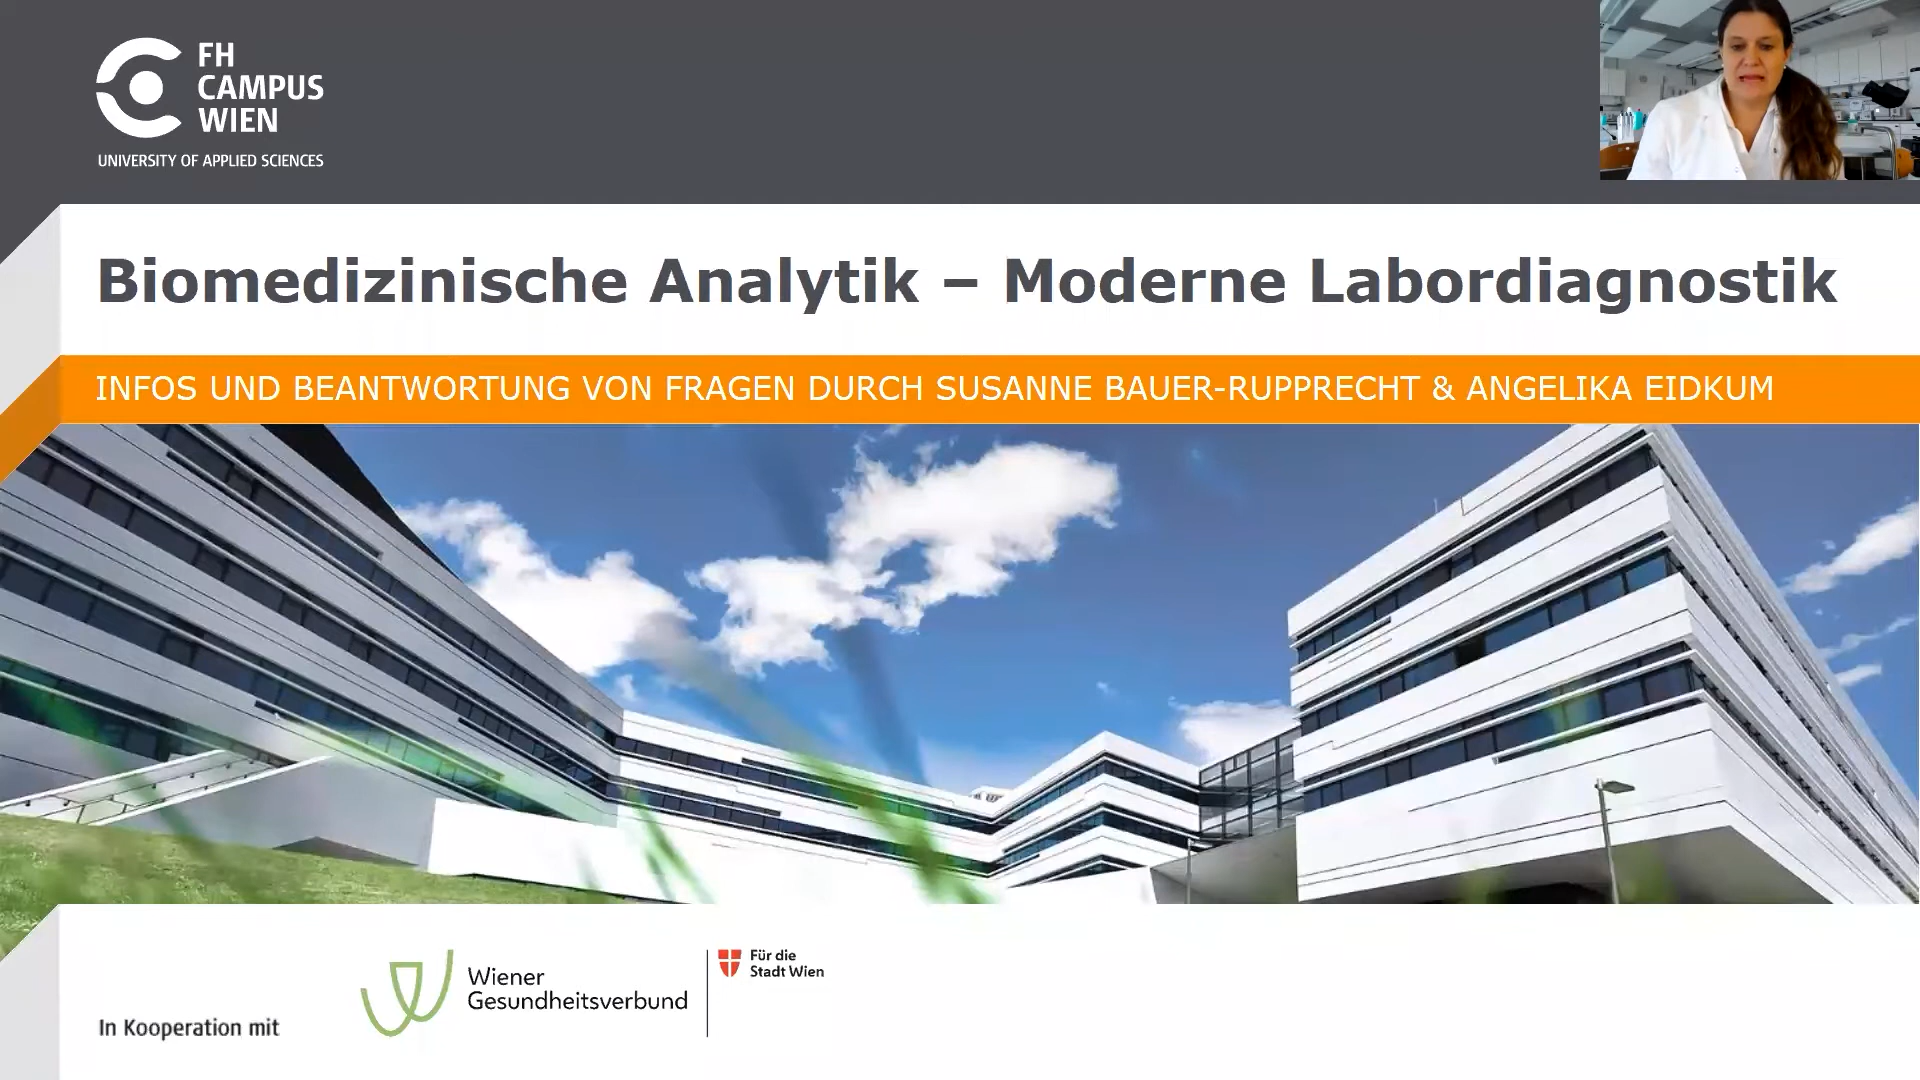 FH
CAMPUS
WIEN
UNIVERSITY OF APPLIED SCIENCES
Biomedizinische Analytik – Moderne Labordiagnostik
INFOS UND BEANTWORTUNG VON FRAGEN DURCH SUSANNE BAUER-RUPPRECHT & ANGELIKA EIDKUM
In Kooperation mit
Wiener
Gesundheitsverbund
Für die
Stadt Wien